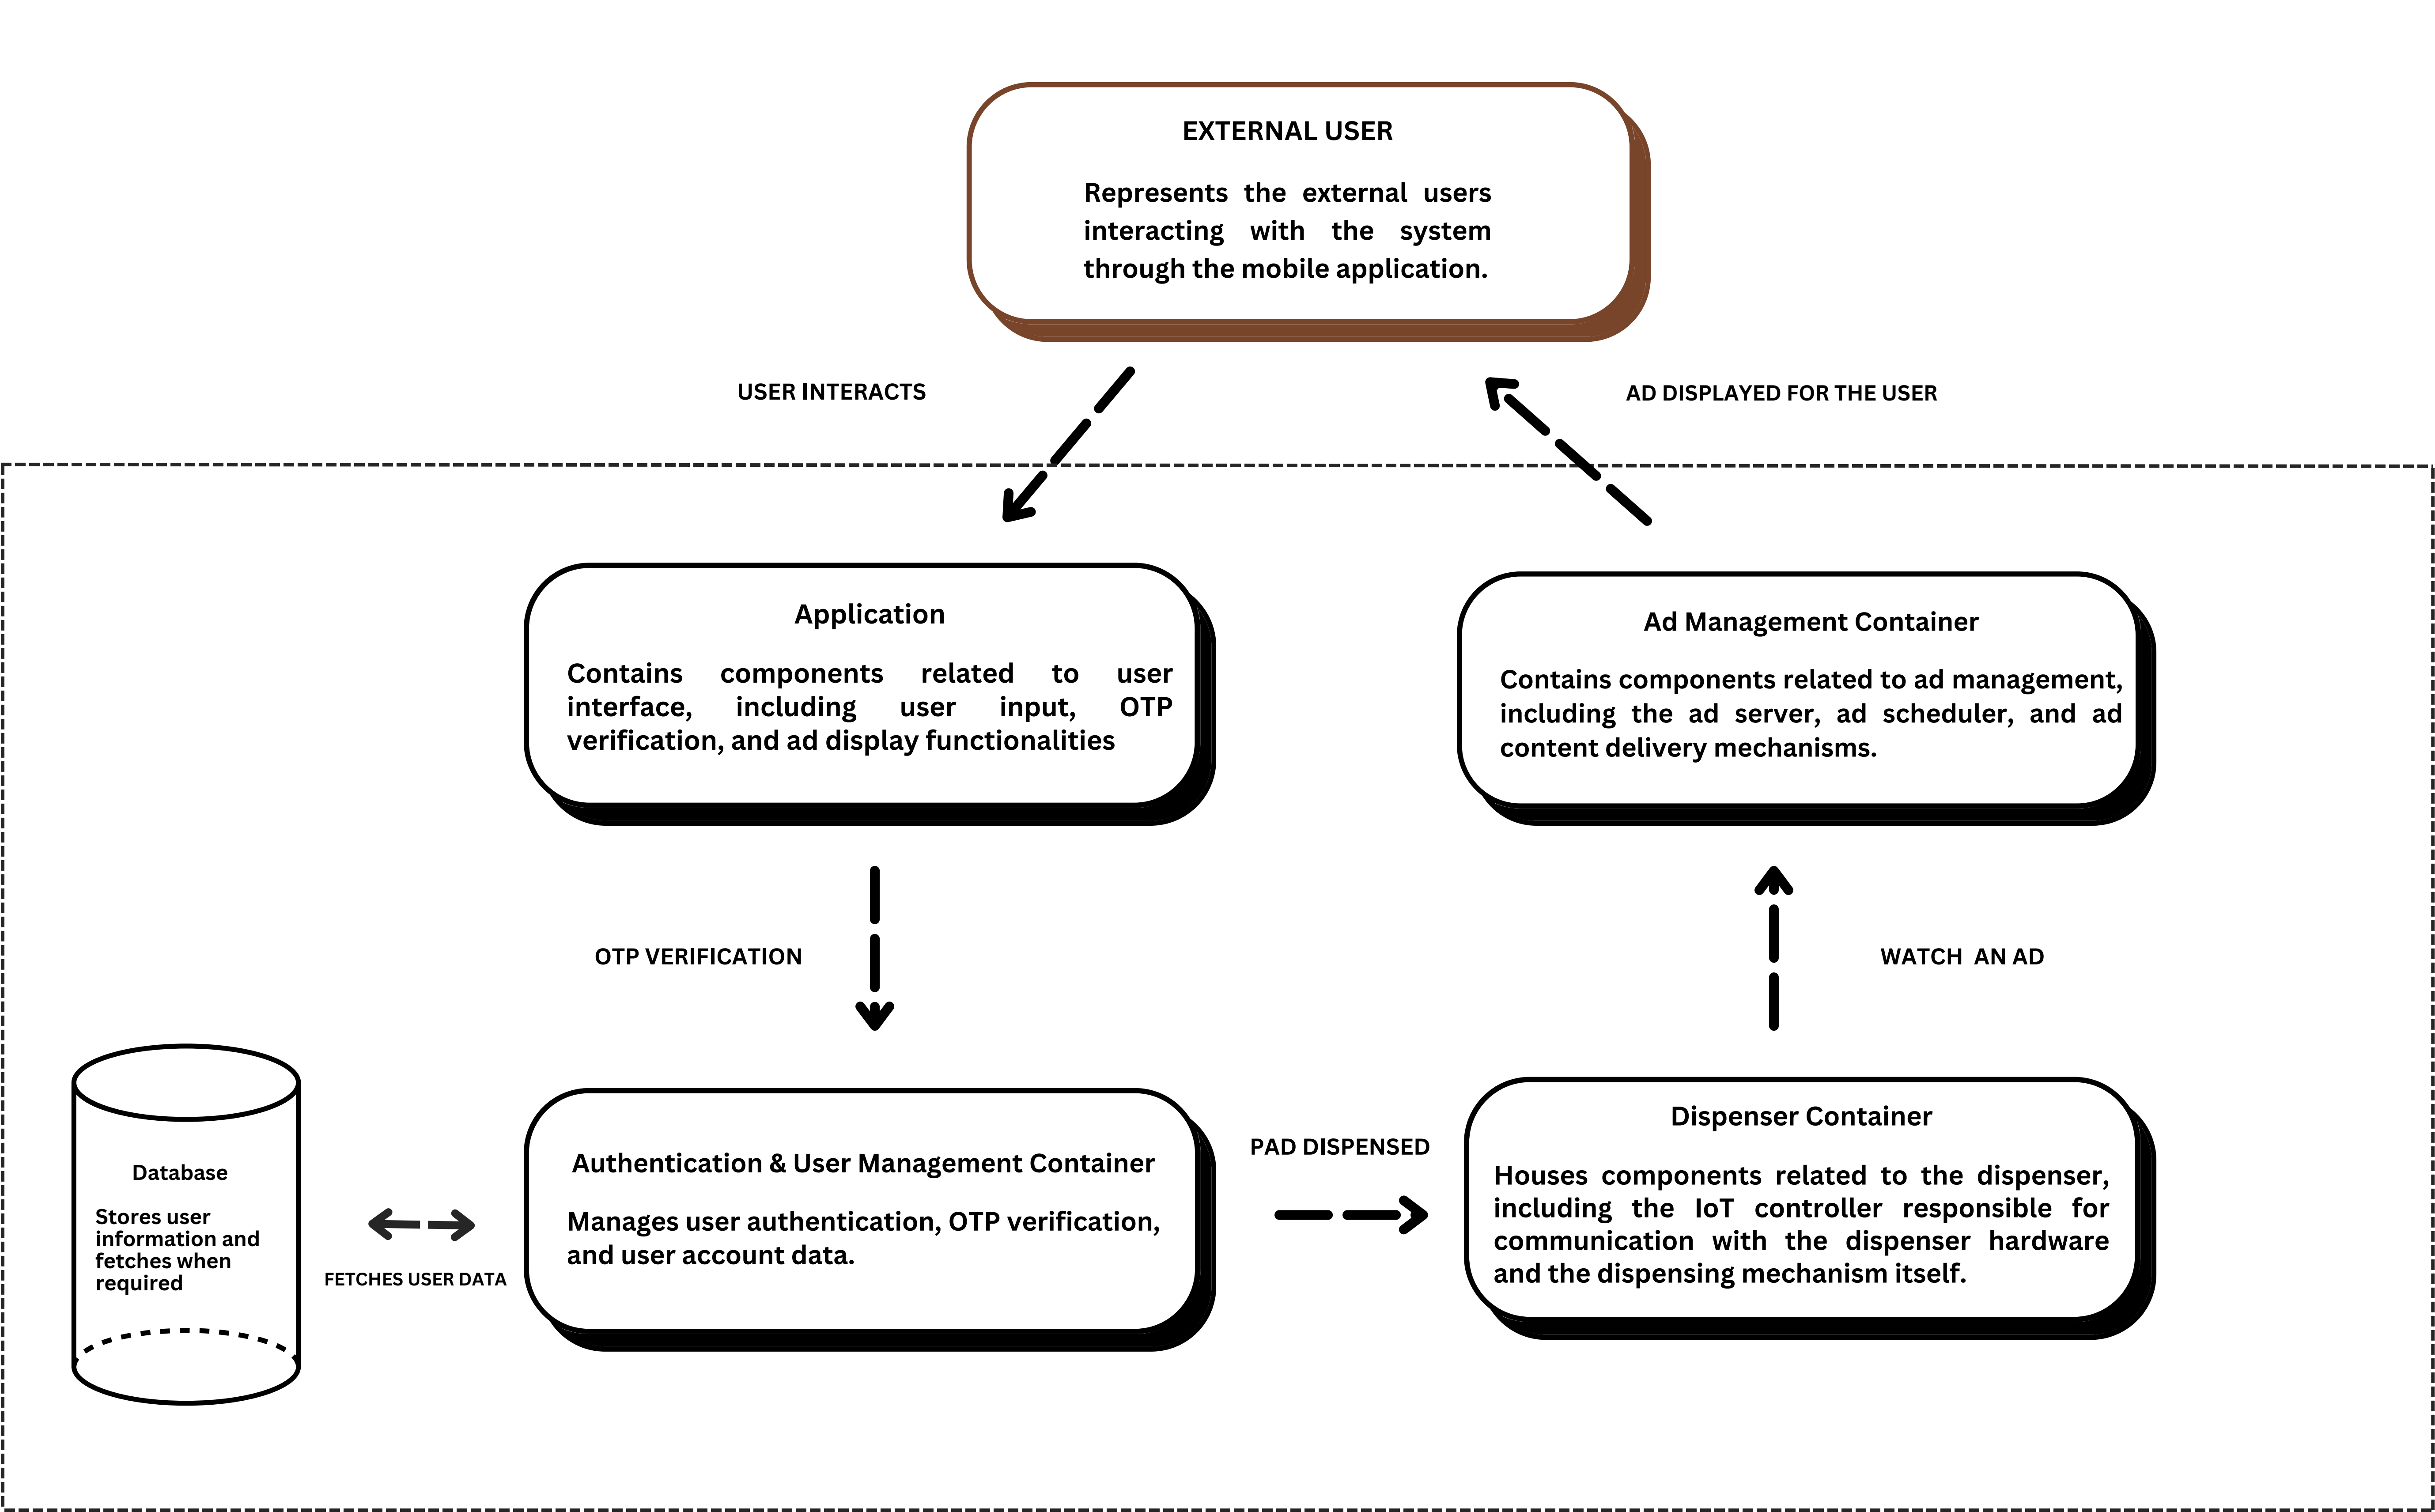 EXTERNAL USER
Represents the external users
interacting with the system
through the mobile application.
USER INTERACTS
AD DISPLAYED FOR THE USER
Application
Contains components related to user
interface, including user input, OTP
verification, and ad display functionalities
Ad Management Container
Contains components related to ad management,
including the ad server, ad scheduler, and ad
content delivery mechanisms.
OTP VERIFICATION
WATCH AN AD
Database
Stores user
information and
fetches when
required
FETCHES USER DATA
Authentication & User Management Container
Manages user authentication, OTP verification,
and user account data.
PAD DISPENSED
Dispenser Container
Houses components related to the dispenser,
including the IoT controller responsible for
communication with the dispenser hardware
and the dispensing mechanism itself.